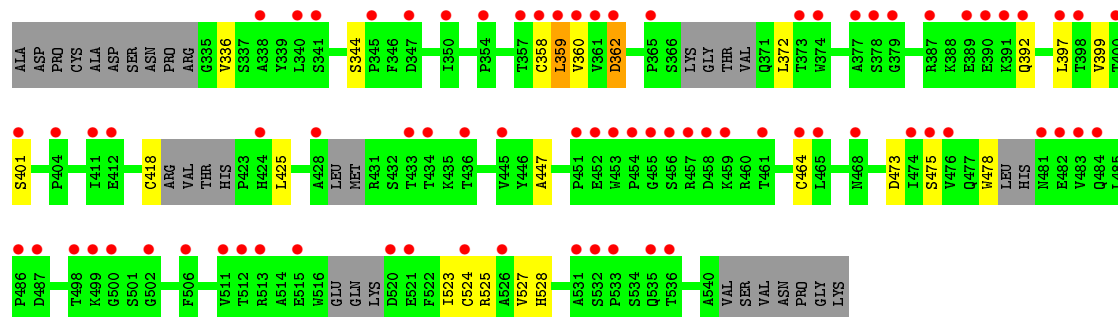 ALA ASP PRO CYS ALA ASP SER ASN PRO ARG G335 V336 S337 A338 Y339 L340 S341 S344 P345 F346 D347 I350 P354 T357 C358 L359 V360 V361 D362 P365 S366 LYS GLY THR VAL Q371 L372 T373 W374 A377 S378 G379 R387 K388 E389 E390 K391 Q392 L397 T398 V399 T400
S401 P404 I411 E412 C418 ARG VAL THR HIS P423 H424 L425 A428 LEU MET R431 S432 T433 T434 K435 T436 V445 Y446 A447 P451 E452 W453 P454 G455 S456 R457 D458 K459 R460 T461 C464 L465 N468 D473 I474 S475 V476 Q477 W478 LEU HIS N481 E482 V483 Q484 L485
P486 D487 T498 K499 G500 S501 G502 F506 V511 T512 R513 A514 E515 W516 GLU GLN LYS D520 E521 F522 I523 C524 R525 A526 V527 H528 A531 S532 P533 S534 Q535 T536 A540 VAL SER VAL ASN PRO GLY LYS